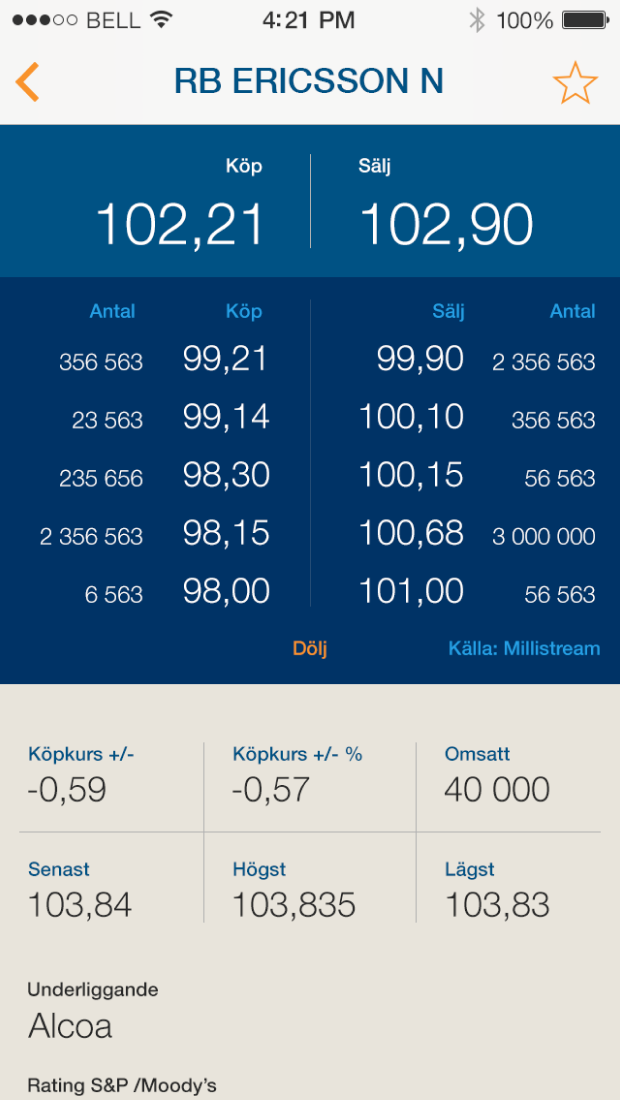 BELL 4:21 PM 100%
RB ERICSSON N
Köp Sälj
102,21 102,90
Antal Köp Sälj Antal
356 563 99,21 99,90 2 356 563
23 563 99,14 100,10 356 563
235 656 98,30 100,15 56 563
2 356 563 98,15 100,68 3 000 000
6 563 98,00 101,00 56 563
Dölj Källa: Millistream
Köpkurs +/- Köpkurs +/- % Omsatt
-0,59 -0,57 40 000
Senast Högst Lägst
103,84 103,835 103,83
Underliggande
Alcoa
Rating S&P /Moody's